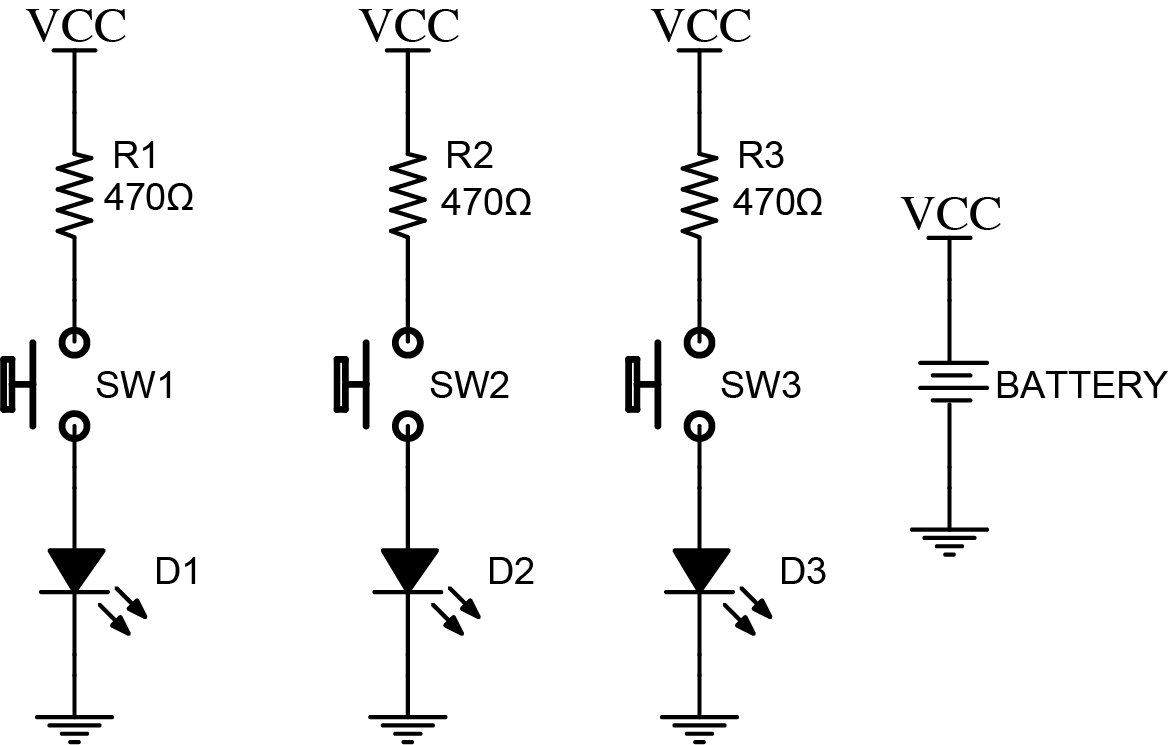 VCC
VCC
VCC
R1
470Ω
R2
470Ω
R3
470Ω
VCC
SW1
SW2
SW3
BATTERY
D1
D2
D3